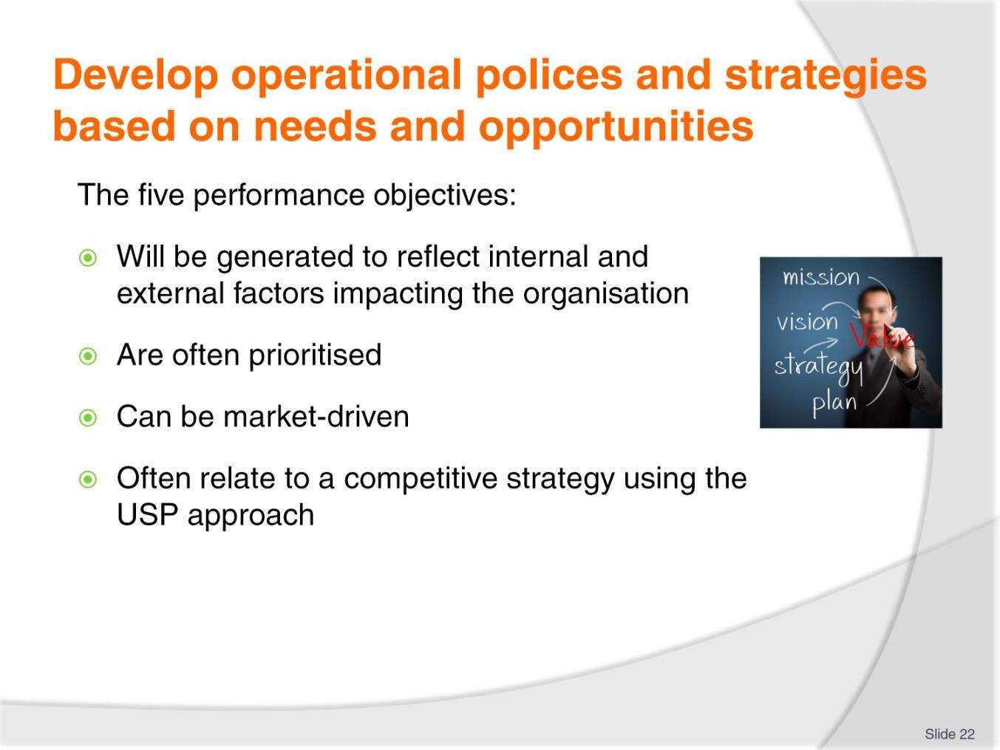 Develop operational polices and strategies
based on needs and opportunities
The five performance objectives:
Will be generated to reflect internal and
external factors impacting the organisation
Are often prioritised
Can be market-driven
Often relate to a competitive strategy using the
USP approach
mission
vision
Value
strategy
plan
Slide 22